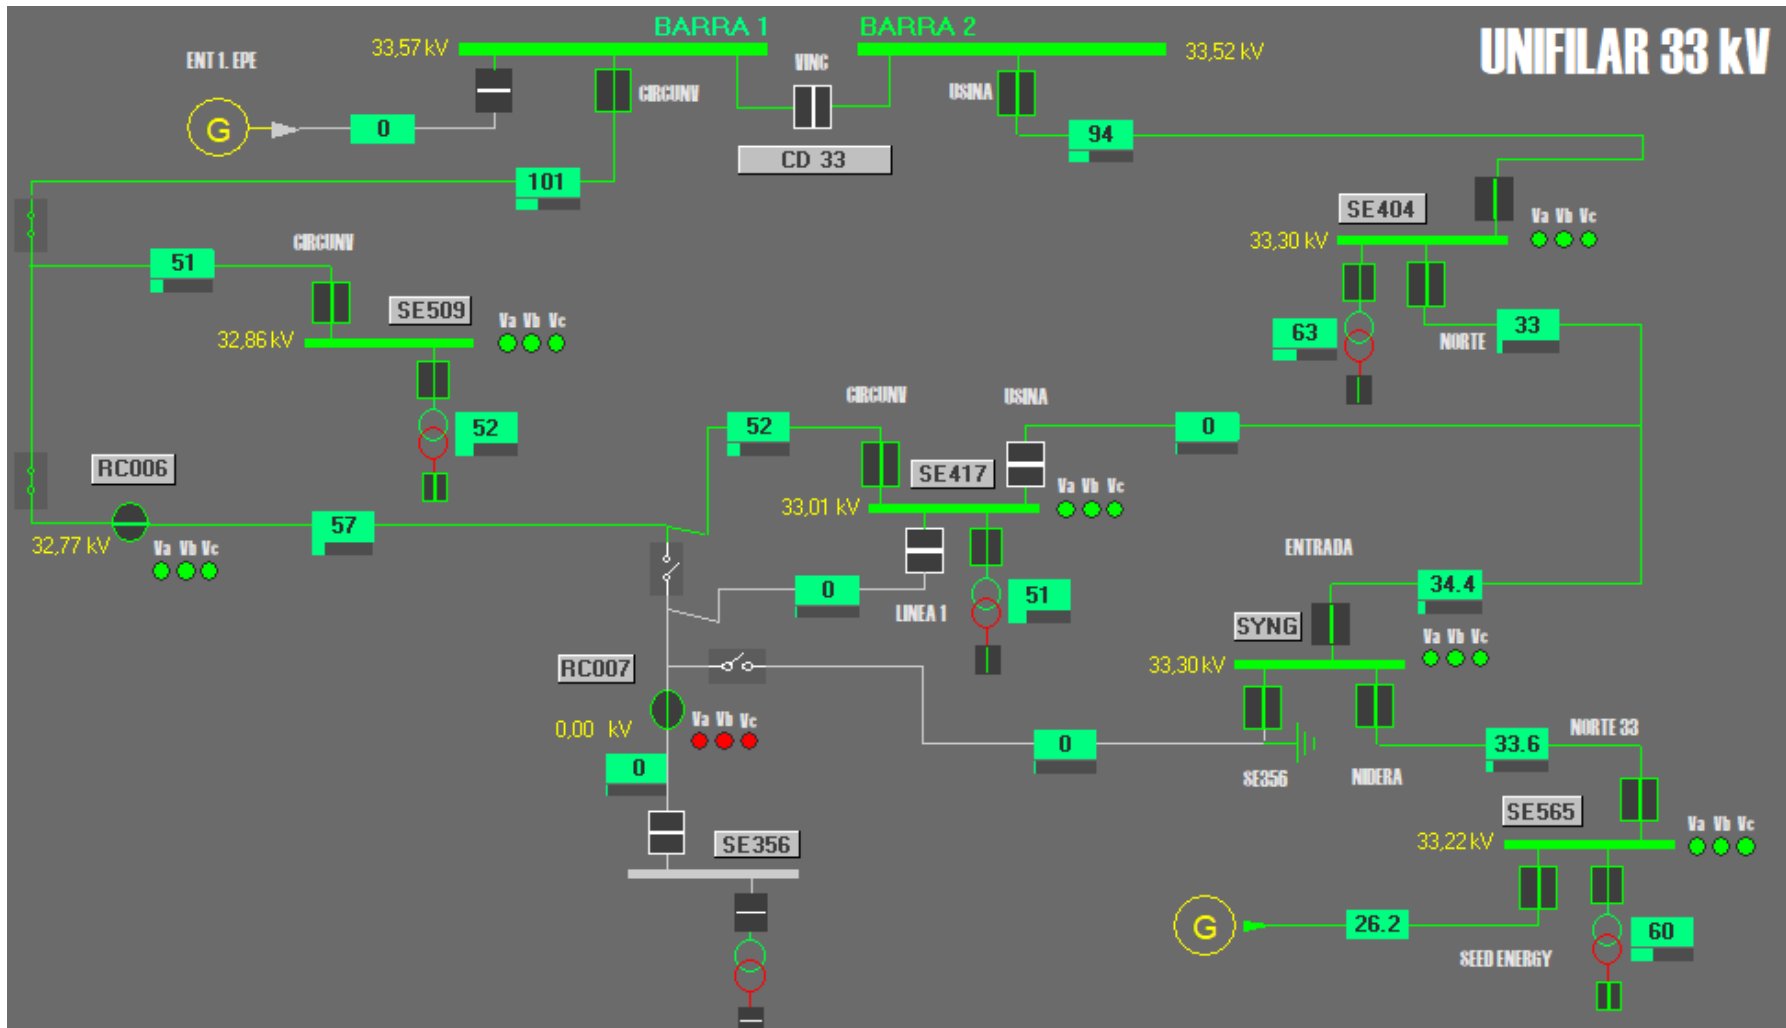 BARRA 1
BARRA 2
UNIFILAR 33 kV
33,57 kV
33,52 kV
ENT 1. EPE
VINC
CIRCUNV
USINA
G
0
94
CD 33
101
SE404
Va Vb Vc
33,30 kV
CIRCUNV
51
SE509
Va Vb Vc
32,86 kV
63
33
NORTE
CIRCUNV
USINA
52
52
0
RC006
SE417
Va Vb Vc
33,01 kV
57
32,77 kV
Va Vb Vc
ENTRADA
34.4
0
51
LINEA 1
SYNG
Va Vb Vc
33,30 kV
RC007
0,00 kV
Va Vb Vc
0
0
SE356
NIDERA
33.6
NORTE 33
SE565
Va Vb Vc
33,22 kV
SE356
G
26.2
60
SEED ENERGY